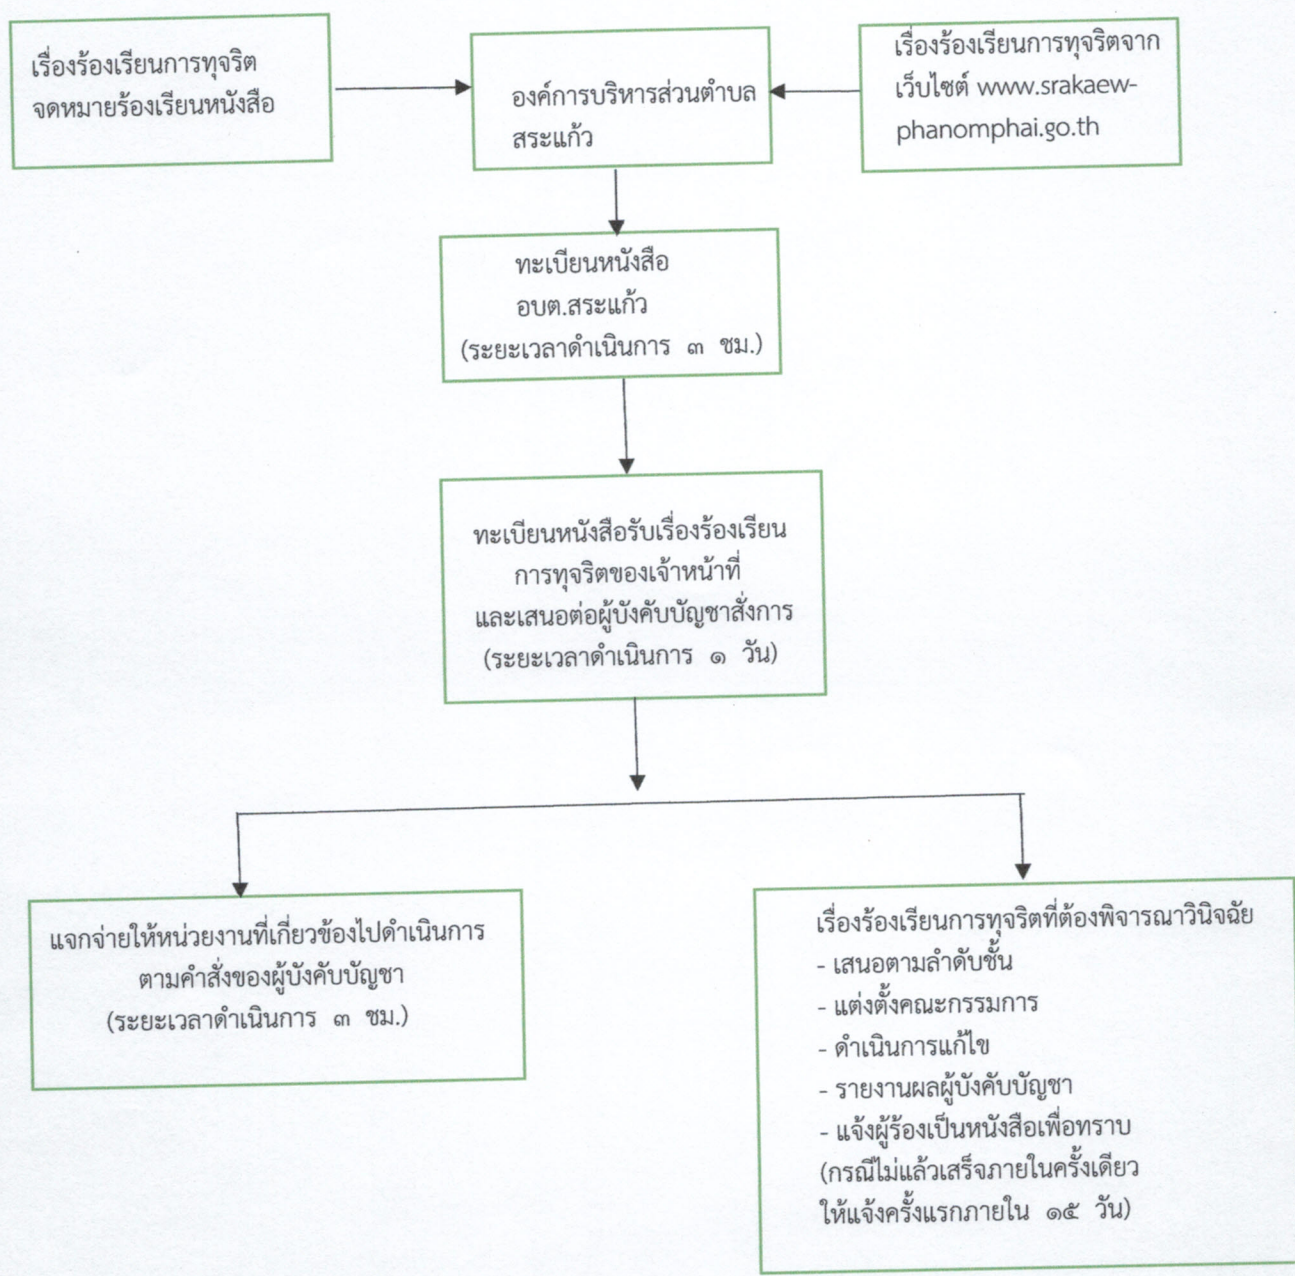 เรื่องร้องเรียนการทุจริต
จดหมายร้องเรียนหนังสือ
องค์การบริหารส่วนตำบล
สระแก้ว
เรื่องร้องเรียนการทุจริตจาก
เว็บไซต์ www.srakaew-
phanomphai.go.th
ทะเบียนหนังสือ
อบต.สระแก้ว
(ระยะเวลาดำเนินการ ๓ ชม.)
ทะเบียนหนังสือรับเรื่องร้องเรียน
การทุจริตของเจ้าหน้าที่
และเสนอต่อผู้บังคับบัญชาสั่งการ
(ระยะเวลาดำเนินการ ๑ วัน)
แจกจ่ายให้หน่วยงานที่เกี่ยวข้องไปดำเนินการ
ตามคำสั่งของผู้บังคับบัญชา
(ระยะเวลาดำเนินการ ๓ ชม.)
เรื่องร้องเรียนการทุจริตที่ต้องพิจารณาวินิจฉัย
- เสนอตามลำดับชั้น
- แต่งตั้งคณะกรรมการ
- ดำเนินการแก้ไข
- รายงานผลผู้บังคับบัญชา
- แจ้งผู้ร้องเป็นหนังสือเพื่อทราบ
(กรณีไม่แล้วเสร็จภายในครั้งเดียว
ให้แจ้งครั้งแรกภายใน ๑๕ วัน)